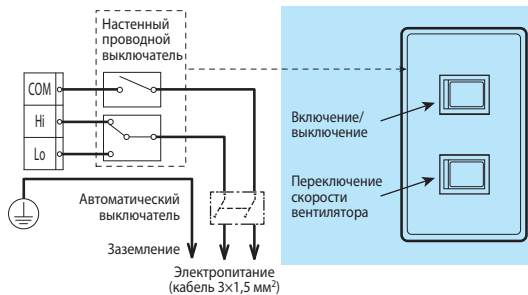 Настенный
проводной
выключатель
COM
Hi
Lo
Автоматический
выключатель
Заземление
Электропитание
(кабель 3×1,5 мм²)
Включение/
выключение
Переключение
скорости
вентилятора